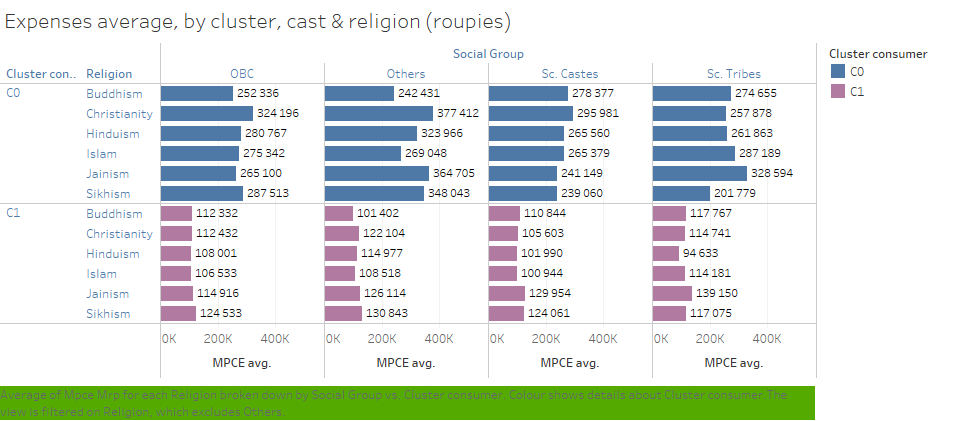 Expenses average, by cluster, cast & religion (roupies)
Social Group
Cluster con.. Religion OBC Others Sc. Castes Sc. Tribes
C0 Buddhism 252 336 242 431 278 377 274 655
Christianity 324 196 377 412 295 981 257 878
Hinduism 280 767 323 966 265 560 261 863
Islam 275 342 269 048 265 379 287 189
Jainism 265 100 364 705 241 149 328 594
Sikhism 287 513 348 043 239 060 201 779
C1 Buddhism 112 332 101 402 110 844 117 767
Christianity 112 432 122 104 105 603 114 741
Hinduism 108 001 114 977 101 990 94 633
Islam 106 533 108 518 100 944 114 181
Jainism 114 916 126 114 129 954 139 150
Sikhism 124 533 130 843 124 061 117 075
0K 200K 400K 0K 200K 400K 0K 200K 400K 0K 200K 400K
MPCE avg. MPCE avg. MPCE avg. MPCE avg.
Cluster consumer
C0
C1
Average of Mpce Mrp for each Religion broken down by Social Group vs. Cluster consumer. Colour shows details about Cluster consumer. The
view is filtered on Religion, which excludes Others.